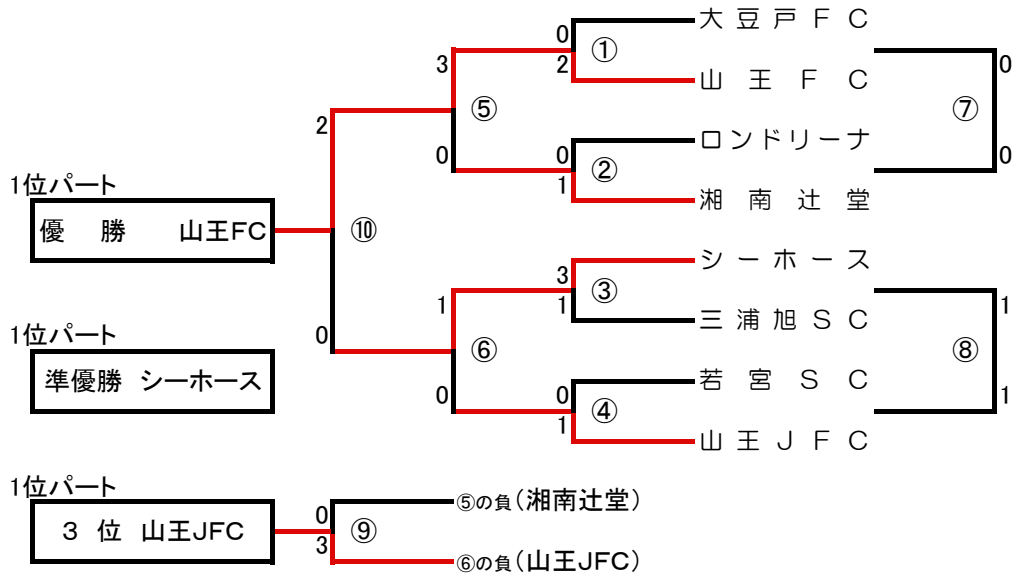 大豆戸ＦＣ
0
①
2
3
0
山王ＦＣ
⑤
⑦
2
ロンドリーナ
0
0
②
0
1
1位パート
湘南辻堂
優　勝　山王FC
⑩
シーホース
3
③
1
1
1
1位パート
0
三浦旭ＳＣ
⑥
⑧
準優勝　シーホース
若宮ＳＣ
0
0
④
1
1
山王ＪＦＣ
1位パート
⑤の負（湘南辻堂）
0
３　位　山王JFC
⑨
3
⑥の負（山王JFC）